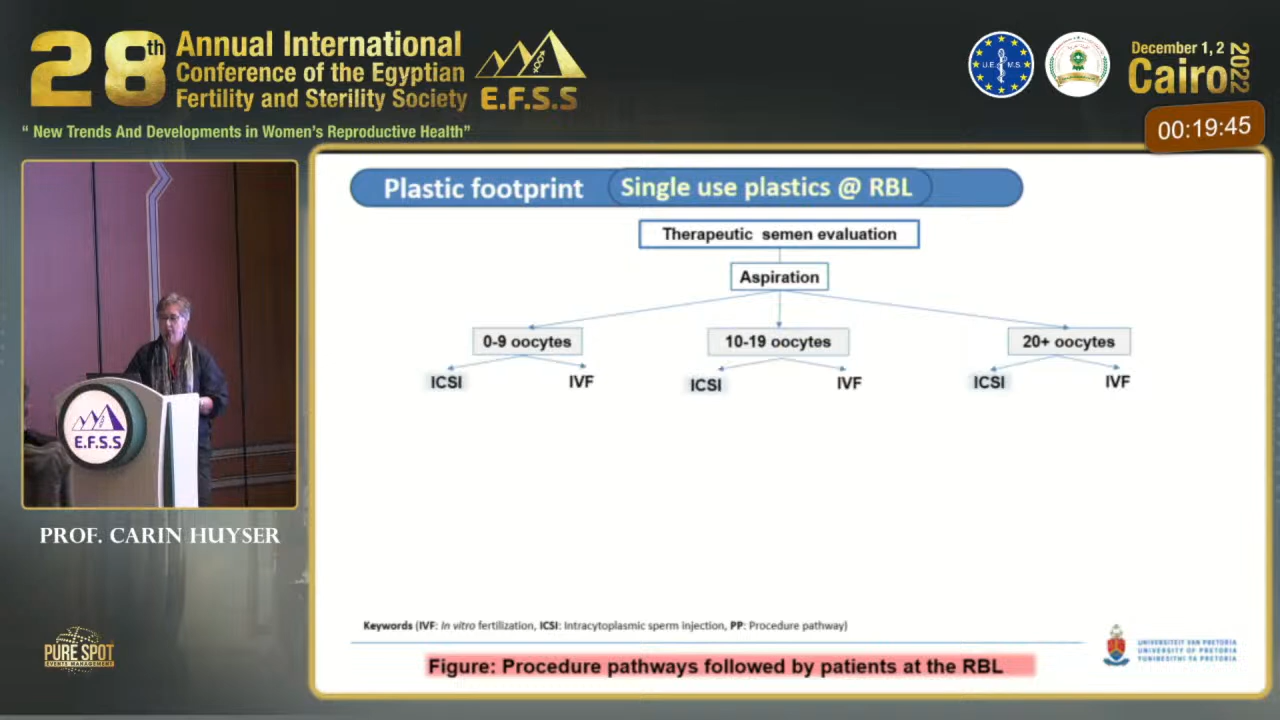 28th
Annual International
Conference of the Egyptian
Fertility and Sterility Society
E.F.S.S
“ New Trends And Developments in Women’s Reproductive Health”
U.E.M.S.
December 1, 2
Cairo
2022
00:19:45
Plastic footprint
Single use plastics @ RBL
Therapeutic semen evaluation
Aspiration
0-9 oocytes
10-19 oocytes
20+ oocytes
ICSI
IVF
ICSI
IVF
ICSI
IVF
E.F.S.S
PROF. CARIN HUYSER
Keywords (IVF: In vitro fertilization, ICSI: Intracytoplasmic sperm injection, PP: Procedure pathway)
UNIVERSITEIT VAN PRETORIA
UNIVERSITY OF PRETORIA
YUNIBESITHI YA PRETORIA
Figure: Procedure pathways followed by patients at the RBL
PURE SPOT
EVENTS MANAGEMENT